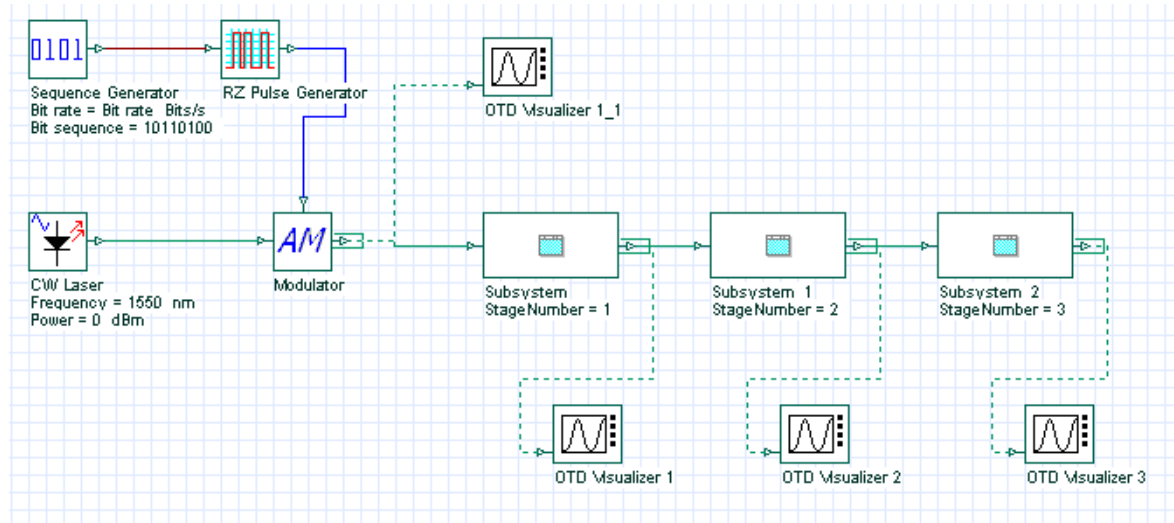 0101
Sequence Generator
Bit rate = Bit rate Bits/s
Bit sequence = 10110100
RZ Pulse Generator
OTD Visualizer 1_1
CW Laser
Frequency = 1550 nm
Power = 0 dBm
AM
Modulator
Subsystem
StageNumber = 1
Subsystem 1
StageNumber = 2
Subsystem 2
StageNumber = 3
OTD Visualizer 1
OTD Visualizer 2
OTD Visualizer 3